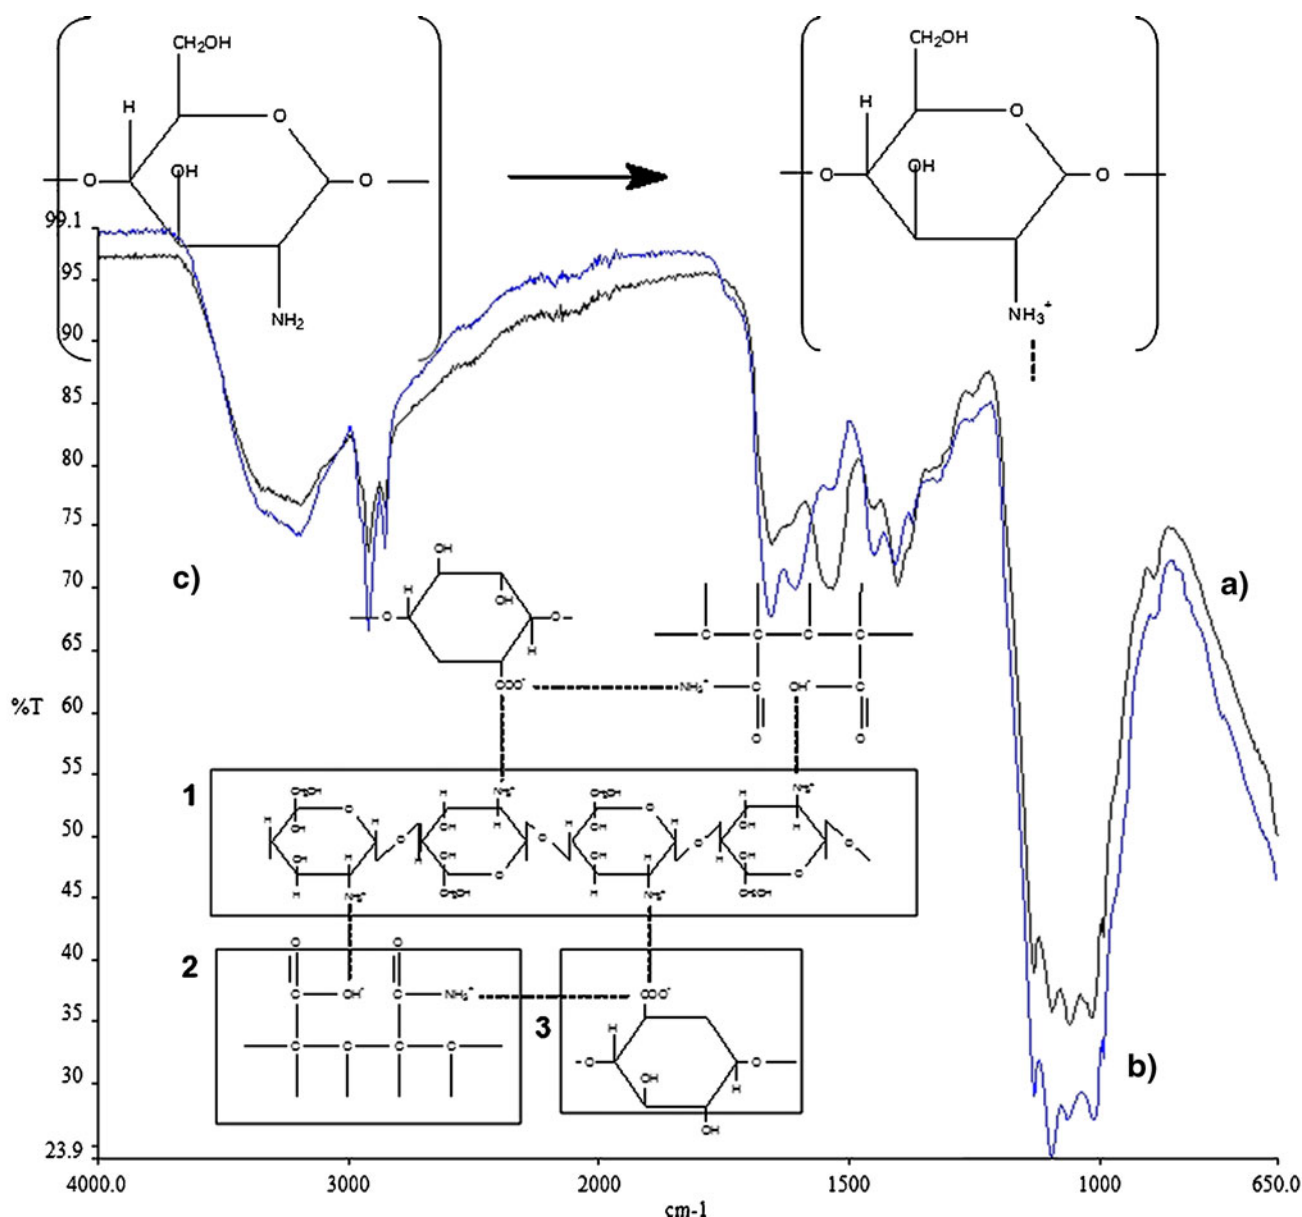 CH₂OH
CH₂OH
H
O
H
O
OH
OH
O
O
O
O
99.1
95
NH₂
NH₃⁺
90
85
80
75
c)
OH
a)
70
H
OH
O
O
65
H
C
C
C
C
%T
COO⁻
NH₃⁺
C
OH⁻
C
60
O
O
55
1
50
45
40
2
O
O
C
OH⁻
C
NH₃⁺
COO⁻
35
3
H
C
C
C
C
O
O
b)
30
OH
H
OH
23.9
4000.0
3000
2000
1500
1000
650.0
cm-1